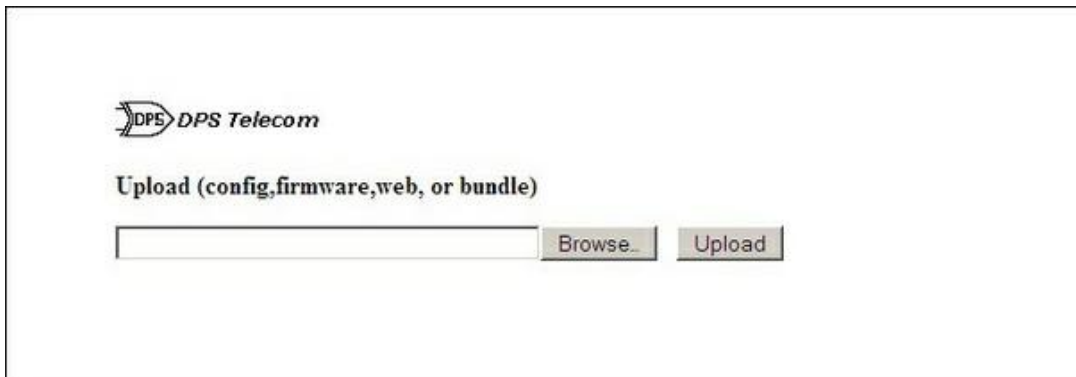 DPS DPS Telecom
Upload (config,firmware,web, or bundle)
Browse.. Upload